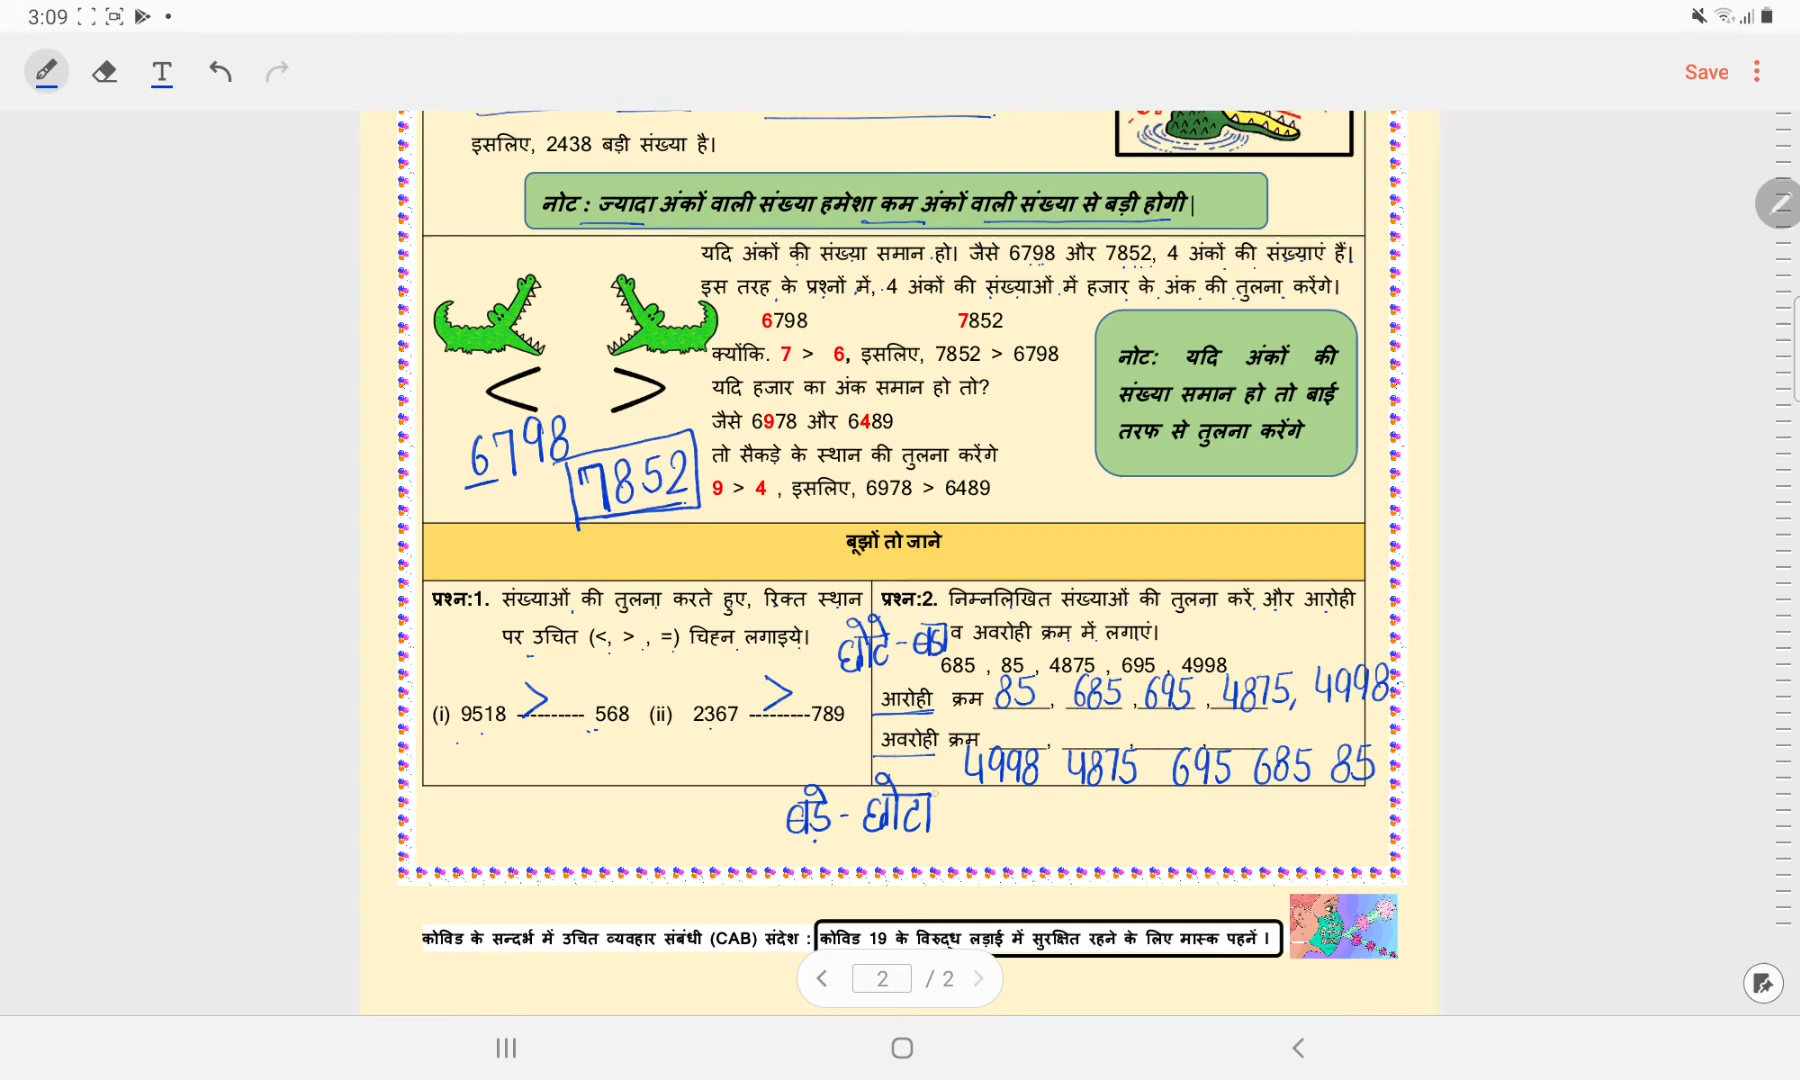 3:09
Save
इसलिए, 2438 बड़ी संख्या है।
नोट : ज्यादा अंकों वाली संख्या हमेशा कम अंकों वाली संख्या से बड़ी होगी|
यदि अंकों की संख्या समान हो। जैसे 6798 और 7852, 4 अंकों की संख्याएं हैं।
इस तरह के प्रश्नों में, 4 अंकों की संख्याओं में हजार के अंक की तुलना करेंगे।
6798 7852
क्योंकि. 7 > 6, इसलिए, 7852 > 6798
यदि हजार का अंक समान हो तो?
जैसे 6978 और 6489
तो सैकड़े के स्थान की तुलना करेंगे
9 > 4 , इसलिए, 6978 > 6489
< >
6798
7852
नोट: यदि अंकों की
संख्या समान हो तो बाई
तरफ से तुलना करेंगे
बूझों तो जाने
प्रश्न:1. संख्याओं की तुलना करते हुए, रिक्त स्थान
पर उचित (<, > , =) चिह्न लगाइये।
(i) 9518 ---------- 568 (ii) 2367 ---------789
> >
प्रश्न:2. निम्नलिखित संख्याओं की तुलना करें और आरोही
व अवरोही क्रम में लगाएं।
छोटे - बड़ा
685 , 85 , 4875 , 695 , 4998
आरोही क्रम 85, 685, 695, 4875, 4998
अवरोही क्रम
4998 4875 695 685 85
बड़े - छोटा
कोविड के सन्दर्भ में उचित व्यवहार संबंधी (CAB) संदेश : कोविड 19 के विरुद्ध लड़ाई में सुरक्षित रहने के लिए मास्क पहनें ।
2 / 2